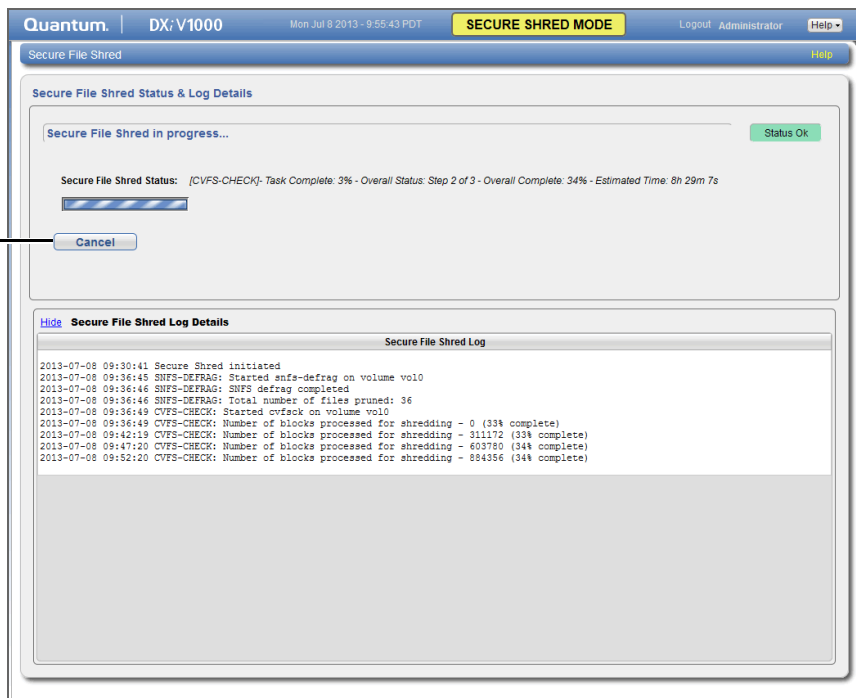 Quantum. DXi V1000 Mon Jul 8 2013 - 9:55:43 PDT SECURE SHRED MODE Logout Administrator Help
Secure File Shred Help
Secure File Shred Status & Log Details
Secure File Shred in progress... Status Ok
Secure File Shred Status: [CVFS-CHECK]- Task Complete: 3% - Overall Status: Step 2 of 3 - Overall Complete: 34% - Estimated Time: 8h 29m 7s
Cancel
Hide Secure File Shred Log Details
Secure File Shred Log
2013-07-08 09:30:41 Secure Shred initiated
2013-07-08 09:36:45 SNFS-DEFRAG: Started snfs-defrag on volume vol0
2013-07-08 09:36:46 SNFS-DEFRAG: SNFS defrag completed
2013-07-08 09:36:46 SNFS-DEFRAG: Total number of files pruned: 36
2013-07-08 09:36:49 CVFS-CHECK: Started cvfsck on volume vol0
2013-07-08 09:36:49 CVFS-CHECK: Number of blocks processed for shredding - 0 (33% complete)
2013-07-08 09:42:19 CVFS-CHECK: Number of blocks processed for shredding - 311172 (33% complete)
2013-07-08 09:47:20 CVFS-CHECK: Number of blocks processed for shredding - 603780 (34% complete)
2013-07-08 09:52:20 CVFS-CHECK: Number of blocks processed for shredding - 884356 (34% complete)